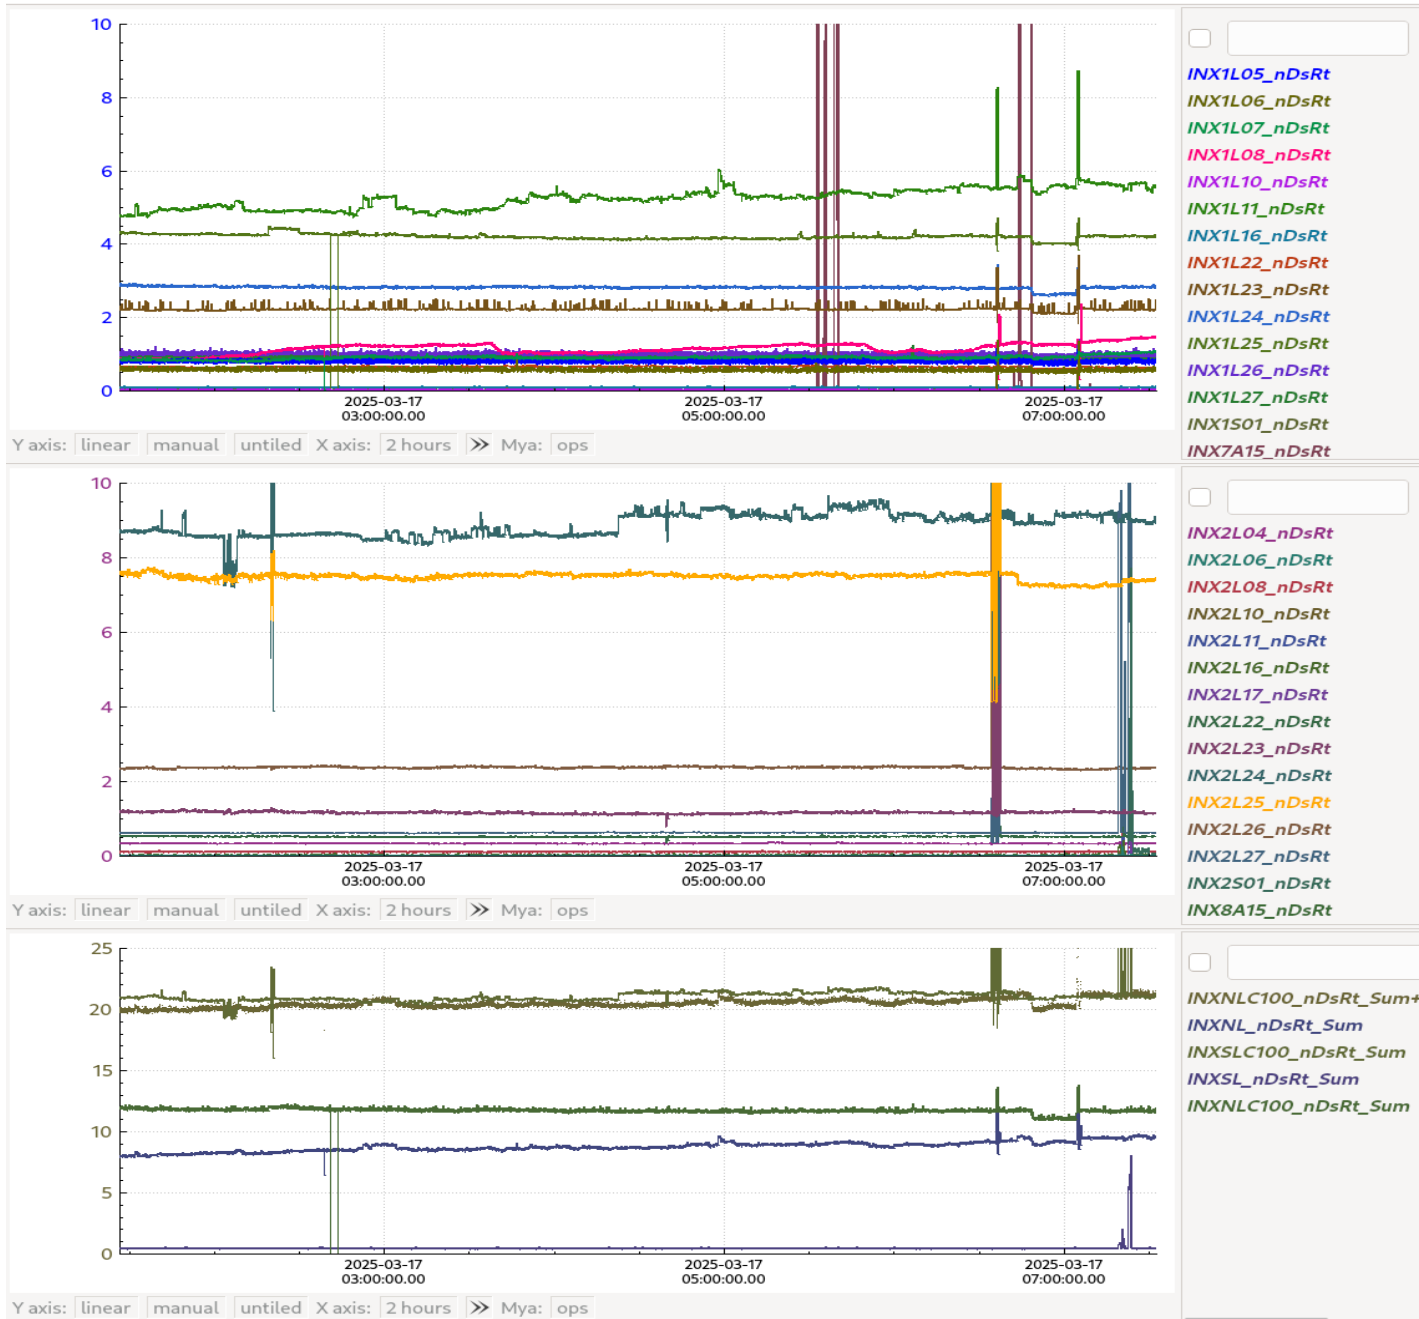 10
8
6
4
2
0
2025-03-17
03:00:00.00
2025-03-17
05:00:00.00
2025-03-17
07:00:00.00
Y axis: linear manual untiled X axis: 2 hours >> Mya: ops
INX1L05_nDsRt
INX1L06_nDsRt
INX1L07_nDsRt
INX1L08_nDsRt
INX1L10_nDsRt
INX1L11_nDsRt
INX1L16_nDsRt
INX1L22_nDsRt
INX1L23_nDsRt
INX1L24_nDsRt
INX1L25_nDsRt
INX1L26_nDsRt
INX1L27_nDsRt
INX1S01_nDsRt
INX7A15_nDsRt
10
8
6
4
2
0
2025-03-17
03:00:00.00
2025-03-17
05:00:00.00
2025-03-17
07:00:00.00
Y axis: linear manual untiled X axis: 2 hours >> Mya: ops
INX2L04_nDsRt
INX2L06_nDsRt
INX2L08_nDsRt
INX2L10_nDsRt
INX2L11_nDsRt
INX2L16_nDsRt
INX2L17_nDsRt
INX2L22_nDsRt
INX2L23_nDsRt
INX2L24_nDsRt
INX2L25_nDsRt
INX2L26_nDsRt
INX2L27_nDsRt
INX2S01_nDsRt
INX8A15_nDsRt
25
20
15
10
5
0
2025-03-17
03:00:00.00
2025-03-17
05:00:00.00
2025-03-17
07:00:00.00
Y axis: linear manual untiled X axis: 2 hours >> Mya: ops
INXNLC100_nDsRt_Sum+
INXNL_nDsRt_Sum
INXSLC100_nDsRt_Sum
INXSL_nDsRt_Sum
INXNLC100_nDsRt_Sum